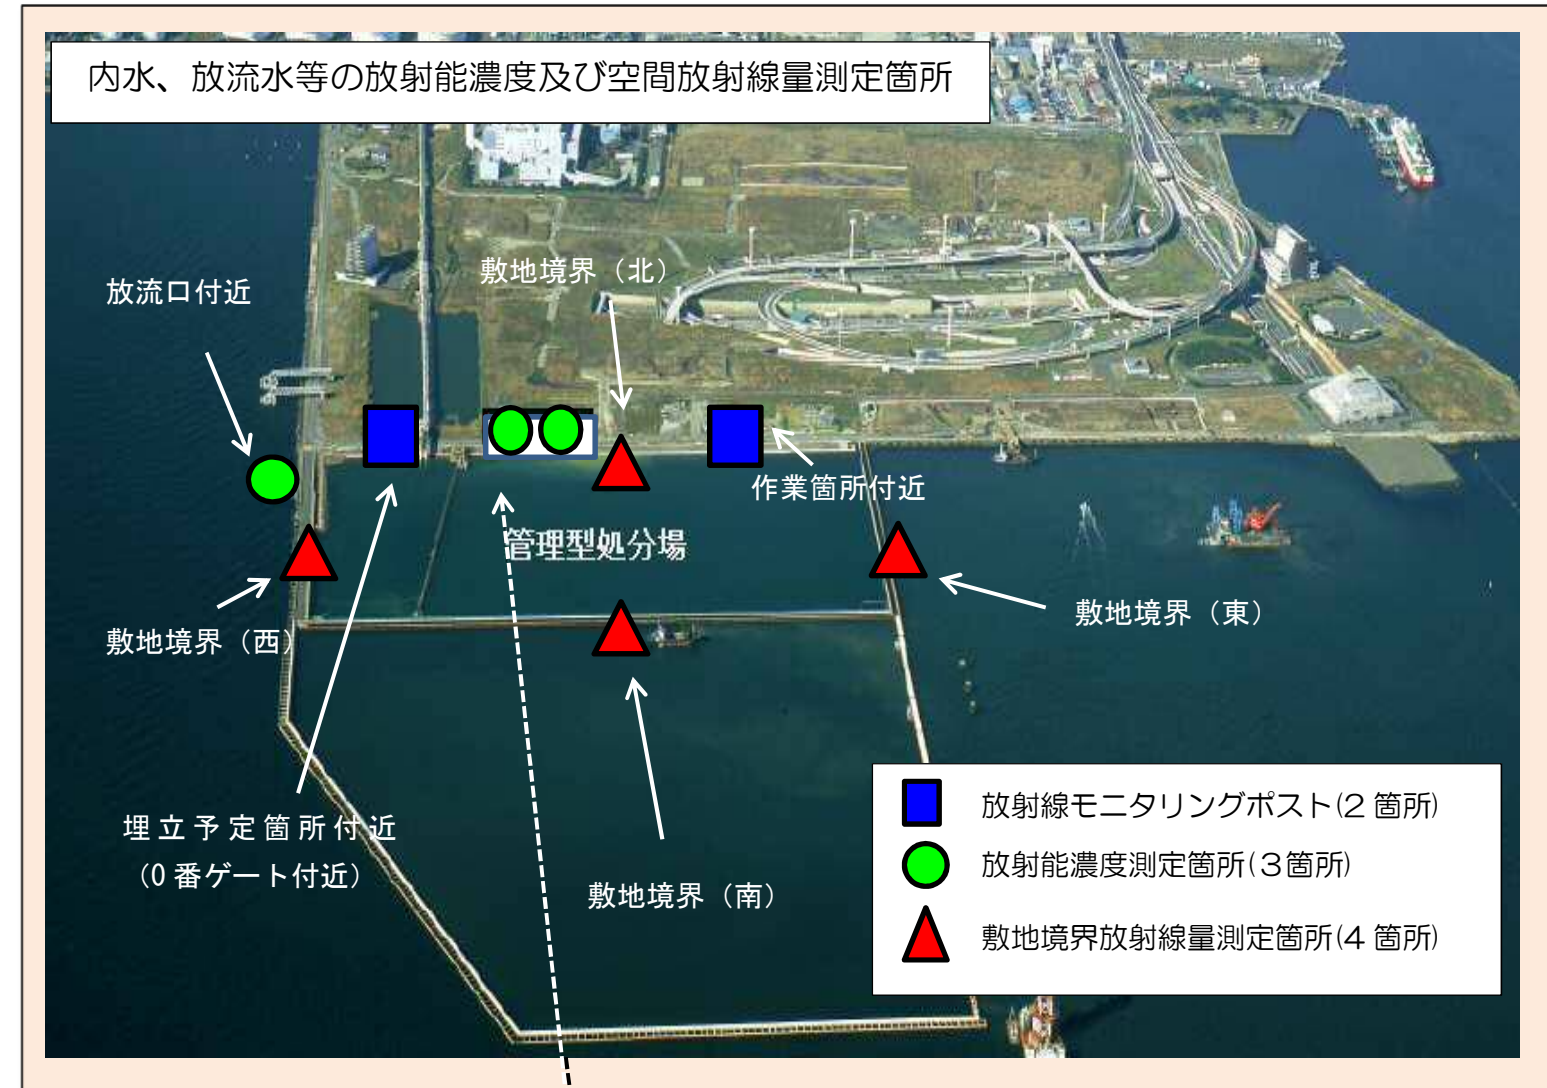 内水、放流水等の放射能濃度及び空間放射線量測定箇所
敷地境界（北）
放流口付近
作業箇所付近
管理型処分場
敷地境界（西）
敷地境界（東）
埋立予定箇所付近
（0番ゲート付近）
敷地境界（南）
放射線モニタリングポスト(2箇所)
放射能濃度測定箇所(3箇所)
敷地境界放射線量測定箇所(4箇所)